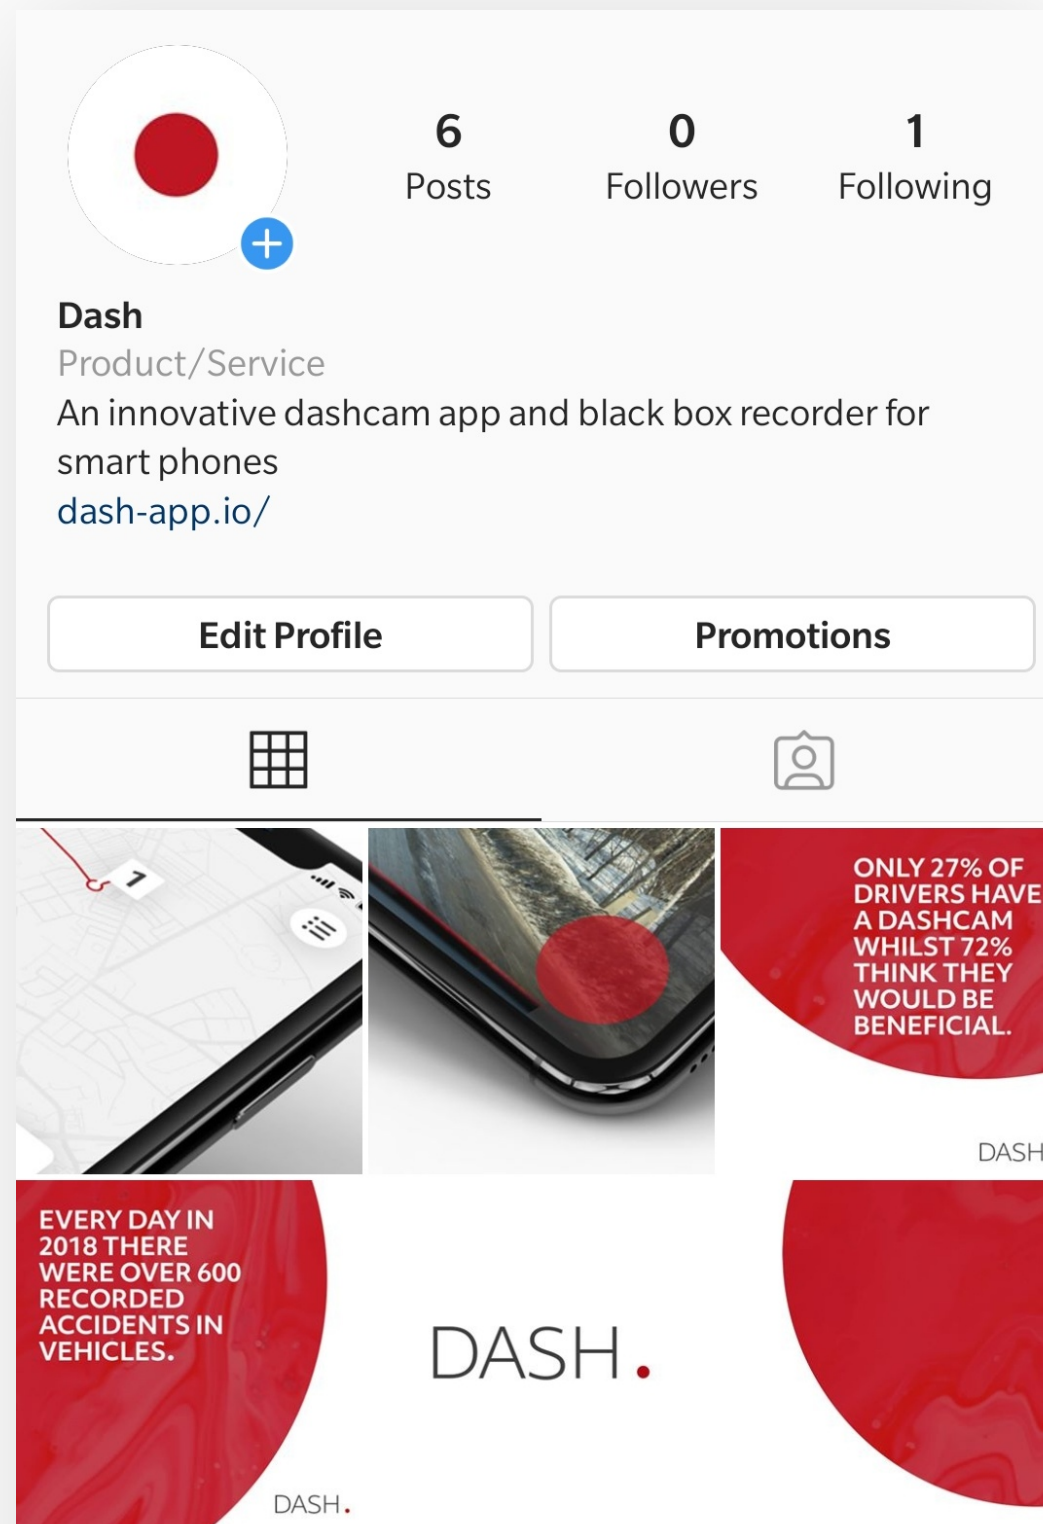 6
0
1
Posts
Followers
Following
Dash
Product/Service
An innovative dashcam app and black box recorder for
smart phones
dash-app.io/
Edit Profile
Promotions
1
ONLY 27% OF
DRIVERS HAVE
A DASHCAM
WHILST 72%
THINK THEY
WOULD BE
BENEFICIAL.
DASH
EVERY DAY IN
2018 THERE
WERE OVER 600
RECORDED
ACCIDENTS IN
VEHICLES.
DASH.
DASH.